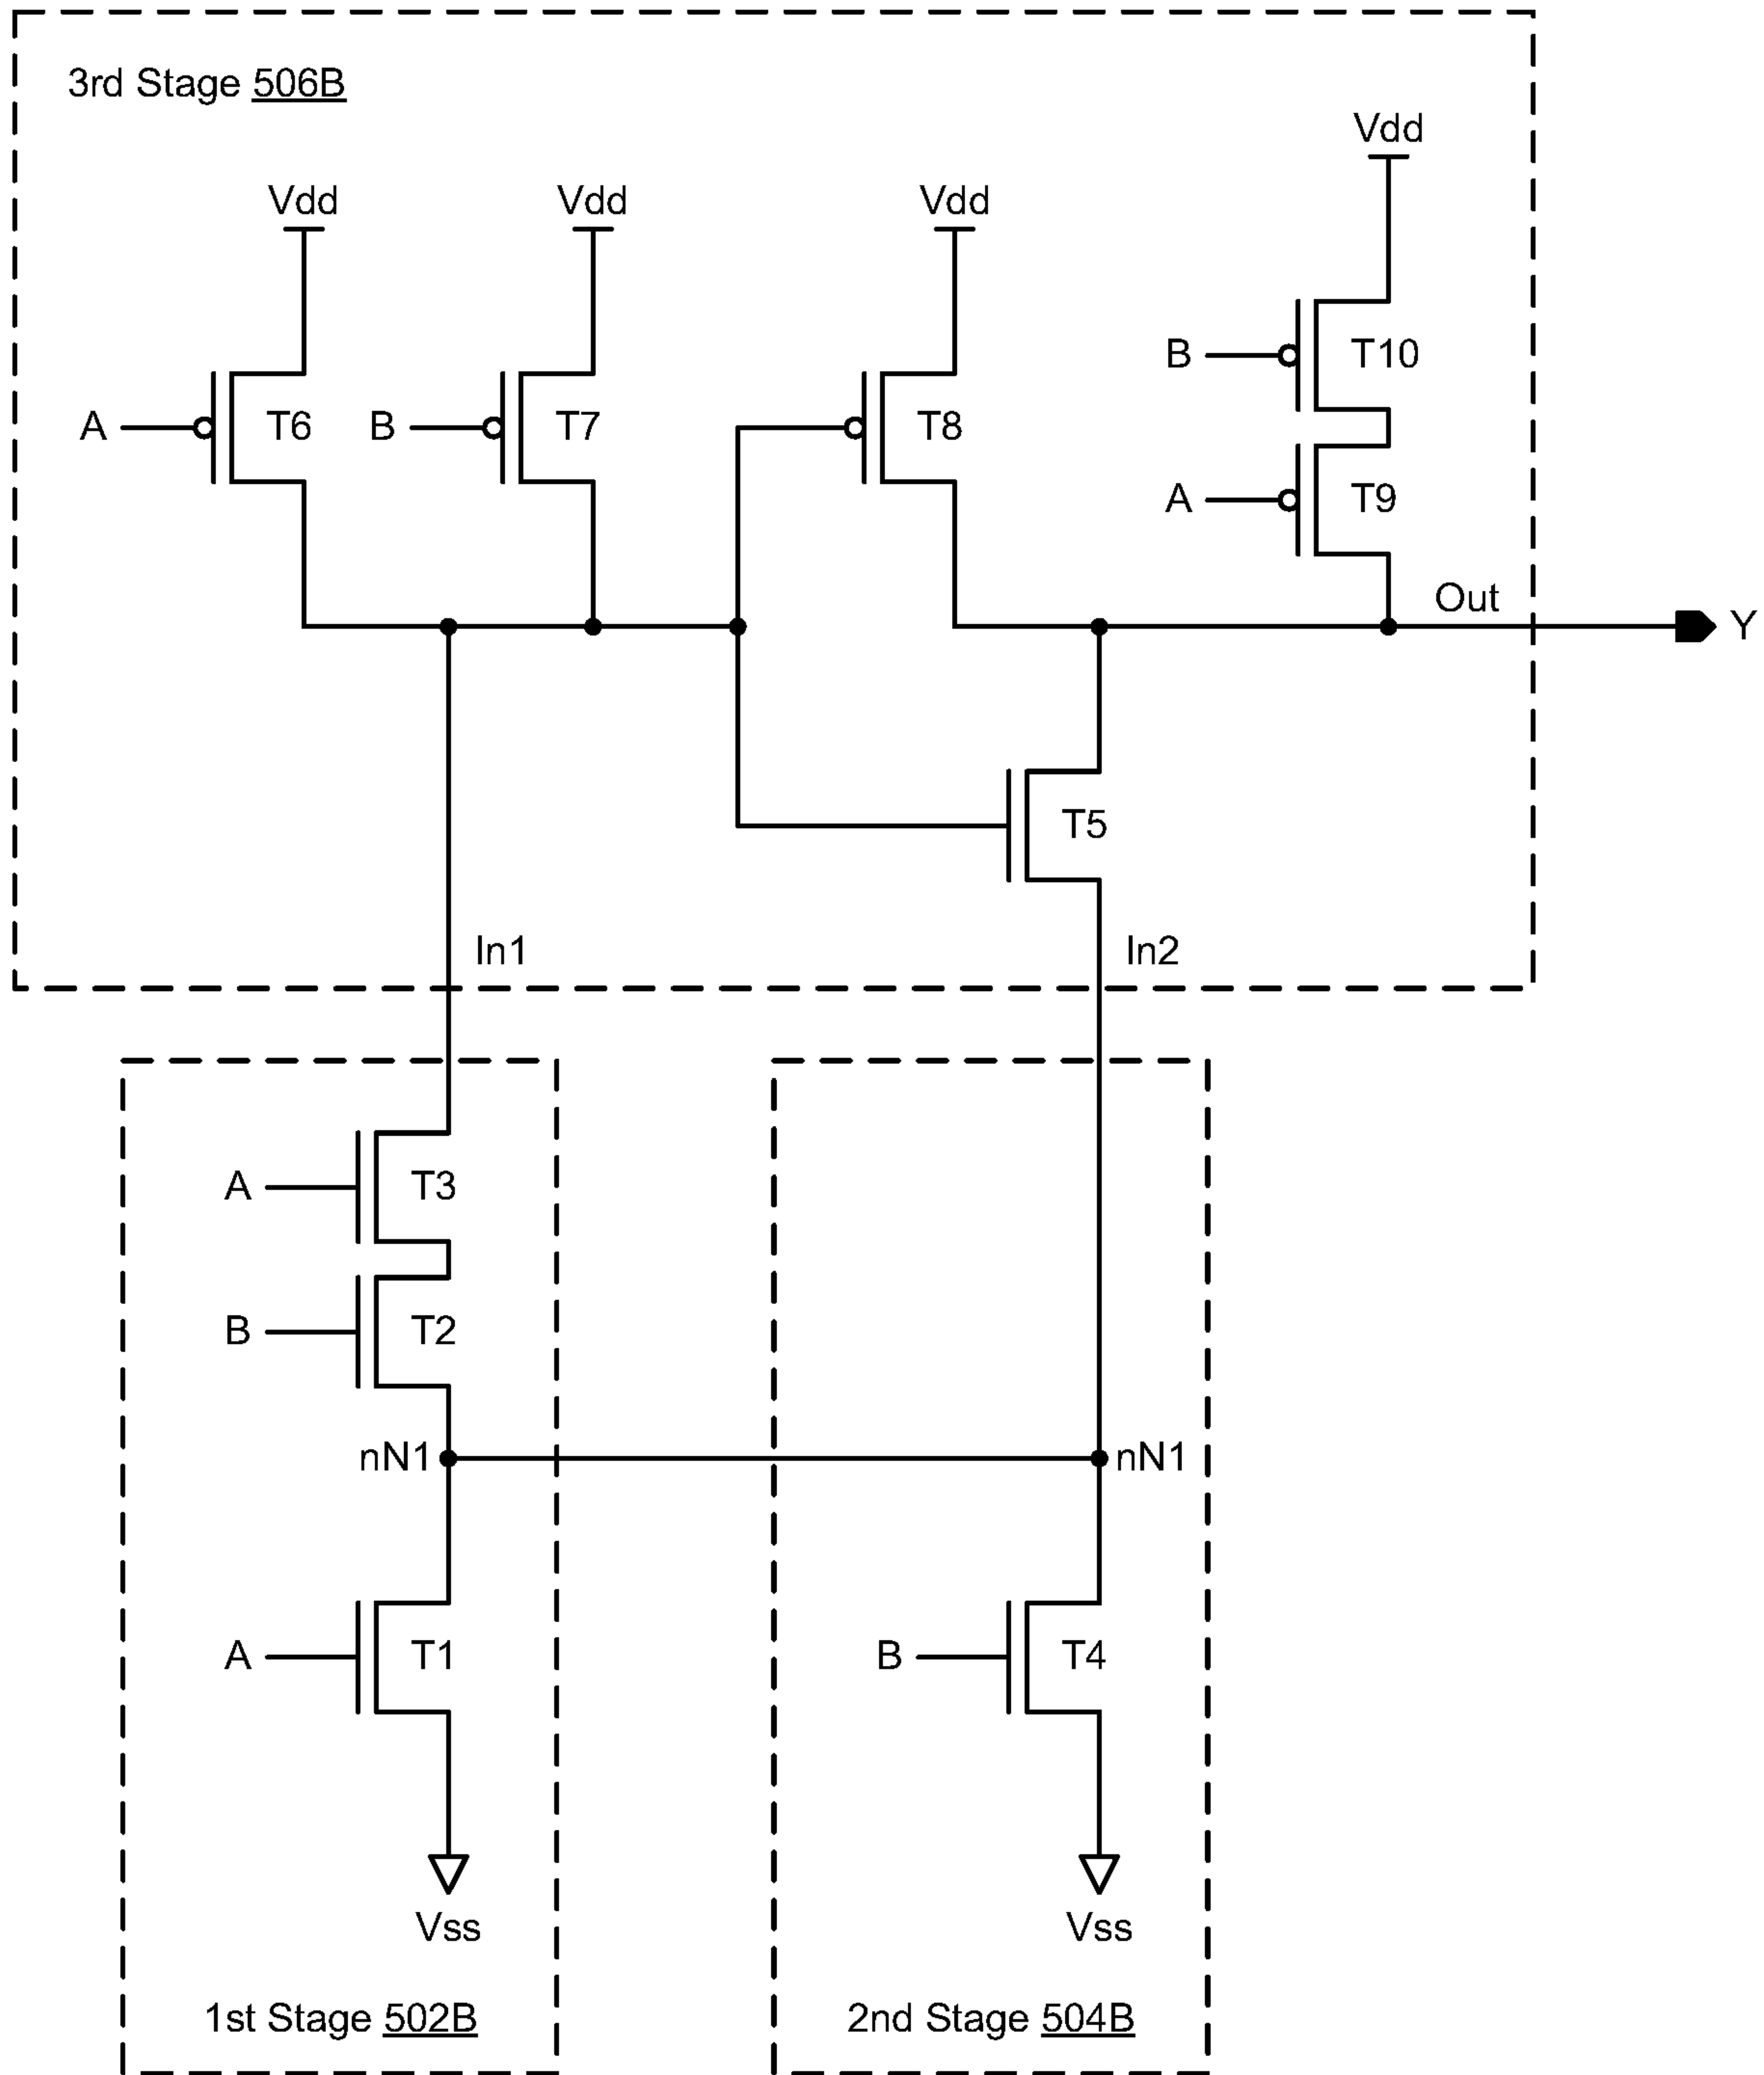 3rd Stage 506B
Vdd
Vdd Vdd Vdd
B T10
A T6 B T7 T8
A T9
Out
Y
T5
In1 In2
A T3
B T2
nN1 nN1
A T1 B T4
Vss Vss
1st Stage 502B 2nd Stage 504B